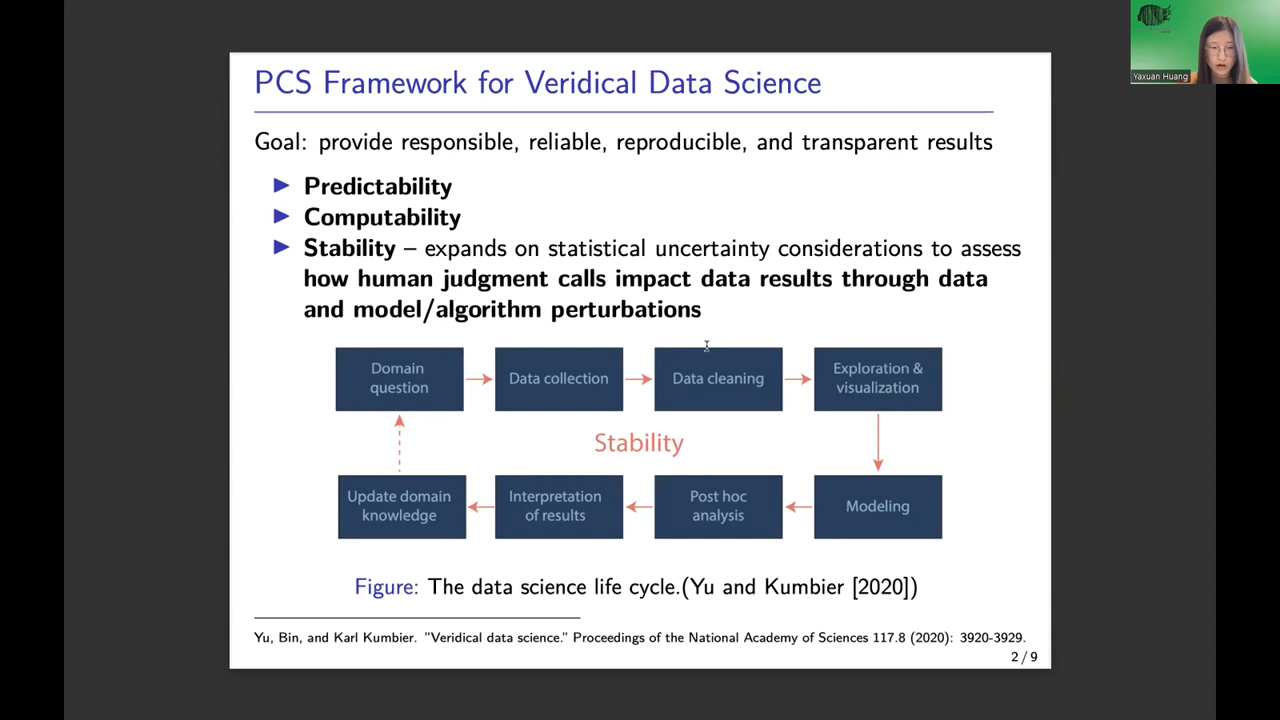 PCS Framework for Veridical Data Science
Goal: provide responsible, reliable, reproducible, and transparent results
Predictability
Computability
Stability – expands on statistical uncertainty considerations to assess
how human judgment calls impact data results through data
and model/algorithm perturbations
Domain
question
Data collection
Data cleaning
Exploration &
visualization
Stability
Update domain
knowledge
Interpretation
of results
Post hoc
analysis
Modeling
Figure: The data science life cycle.(Yu and Kumbier [2020])
Yu, Bin, and Karl Kumbier. "Veridical data science." Proceedings of the National Academy of Sciences 117.8 (2020): 3920-3929.
2 / 9
Yaxuan Huang